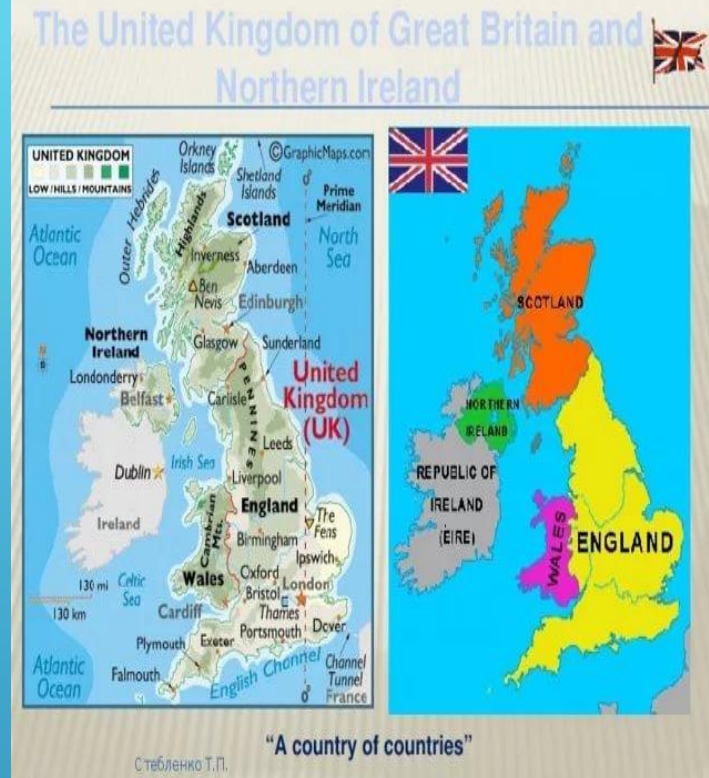 The United Kingdom of Great Britain and
Northern Ireland
UNITED KINGDOM
LOW / HILLS / MOUNTAINS
©GraphicMaps.com
Orkney
Islands
Shetland
Islands
0°
Prime
Meridian
Outer Hebrides
Highlands
Scotland
Atlantic
Ocean
North
Sea
Inverness
Aberdeen
Ben
Nevis
Edinburgh
Northern
Ireland
Glasgow
Sunderland
Londonderry
Belfast
Carlisle
PENNINES
United
Kingdom
(UK)
Leeds
Dublin
Irish Sea
Liverpool
England
Ireland
Cambrian
Mts.
Birmingham
The
Fens
Ipswich
130 mi
130 km
Celtic
Sea
Wales
Oxford
London
Bristol
Cardiff
Thames
Portsmouth
Dover
Plymouth
Exeter
Falmouth
English Channel
Channel
Tunnel
Atlantic
Ocean
0°
France
SCOTLAND
NORTHERN
IRELAND
REPUBLIC OF
IRELAND
(EIRE)
WALES
ENGLAND
“A country of countries”
Стебленко Т.П.